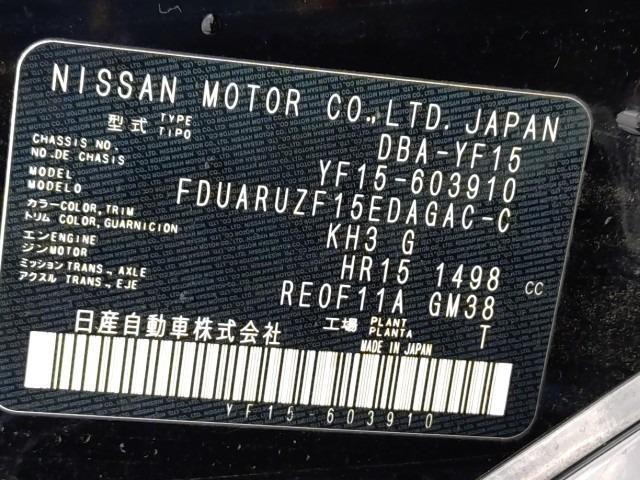 NISSAN MOTOR CO.,LTD. JAPAN
型式 TYPE TIPO DBA-YF15
CHASSIS NO. NO.DE CHASSIS YF15-603910
MODEL MODELO FDUARUZF15EDAGAC-C
カラー COLOR,TRIM トリム COLOR,GUARNICION KH3 G
エンENGINE ジンMOTOR HR15 1498 CC
ミッション TRANS., AXLE アクスル TRANS., EJE RE0F11A GM38
日産自動車株式会社 工場 PLANT PLANTA T
MADE IN JAPAN
YF15-603910